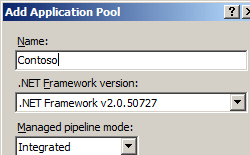 Add Application Pool
Name:
Contoso
.NET Framework version:
.NET Framework v2.0.50727
Managed pipeline mode:
Integrated